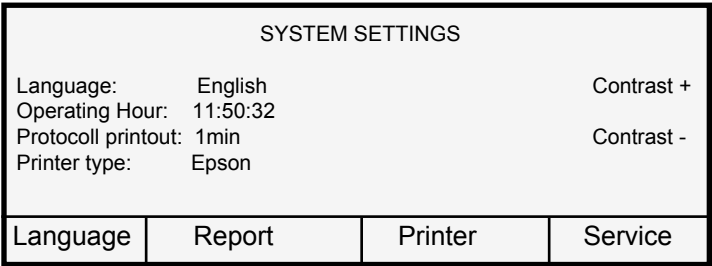 SYSTEM SETTINGS
Language: English Contrast +
Operating Hour: 11:50:32
Protocoll printout: 1min Contrast -
Printer type: Epson
Language Report Printer Service